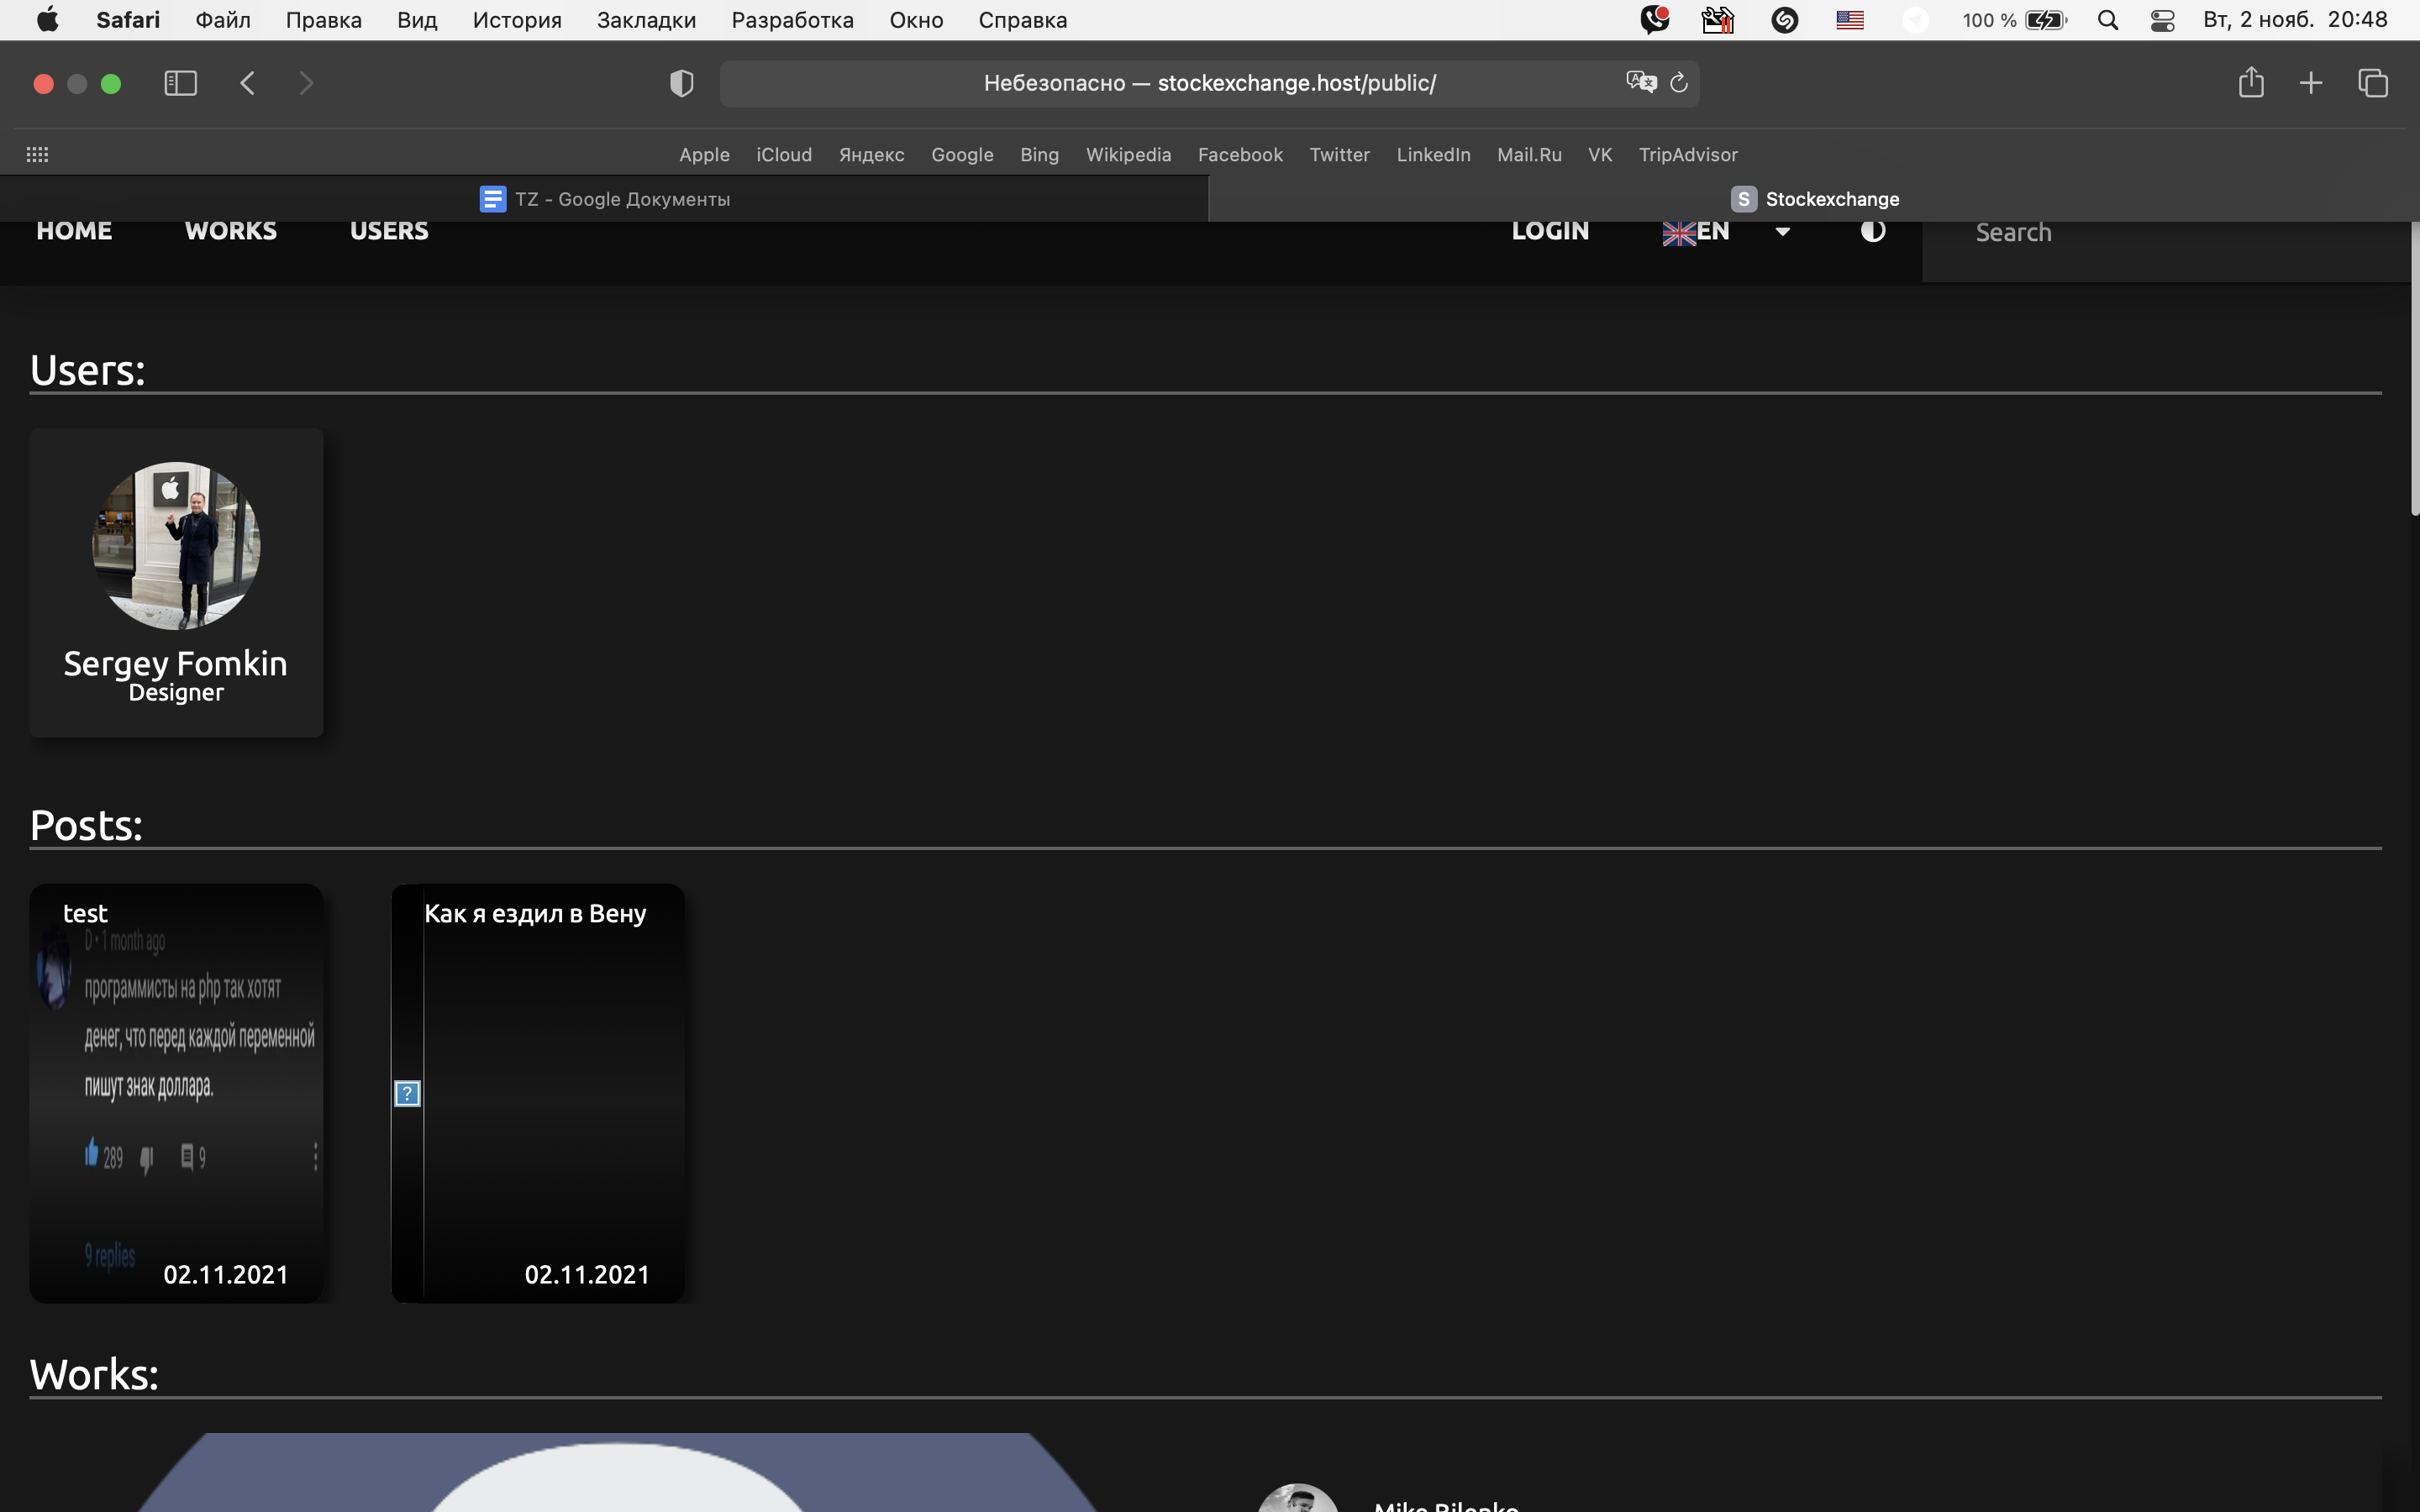 Safari Файл Правка Вид История Закладки Разработка Окно Справка 100 % Вт, 2 нояб. 20:48
Небезопасно — stockexchange.host/public/
Apple iCloud Яндекс Google Bing Wikipedia Facebook Twitter LinkedIn Mail.Ru VK TripAdvisor
TZ - Google Документы S Stockexchange
HOME WORKS USERS LOGIN EN Search
Users:
Sergey Fomkin
Designer
Posts:
test
D • 1 month ago
программисты на php так хотят
денег, что перед каждой переменной
пишут знак доллара.
289 9
9 replies
02.11.2021
Как я ездил в Вену
?
02.11.2021
Works:
Mike Bilenko